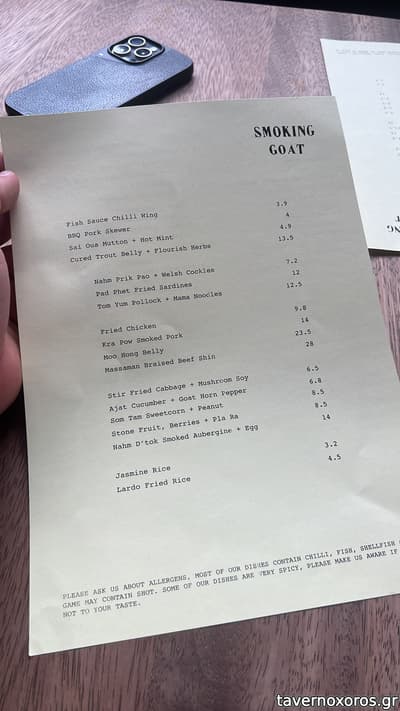 SMOKING
GOAT
Fish Sauce Chilli Wing 3.9
BBQ Pork Skewer 4
Sai Oua Mutton + Hot Mint 4.9
Cured Trout Belly + Flourish Herbs 13.5
Nahm Prik Pao + Welsh Cockles 7.2
Pad Phet Fried Sardines 12
Tom Yum Pollock + Mama Noodles 12.5
Fried Chicken 9.8
Kra Pow Smoked Pork 14
Moo Hong Belly 23.5
Massaman Braised Beef Shin 28
Stir Fried Cabbage + Mushroom Soy 6.5
Ajat Cucumber + Goat Horn Pepper 6.8
Som Tam Sweetcorn + Peanut 8.5
Stone Fruit, Berries + Pla Ra 8.5
Nahm D'tok Smoked Aubergine + Egg 14
Jasmine Rice 3.2
Lardo Fried Rice 4.5
PLEASE ASK US ABOUT ALLERGENS, MOST OF OUR DISHES CONTAIN CHILLI, FISH, SHELLFISH
GAME MAY CONTAIN SHOT. SOME OF OUR DISHES ARE VERY SPICY, PLEASE MAKE US AWARE IF
NOT TO YOUR TASTE.
tavernoxoros.gr